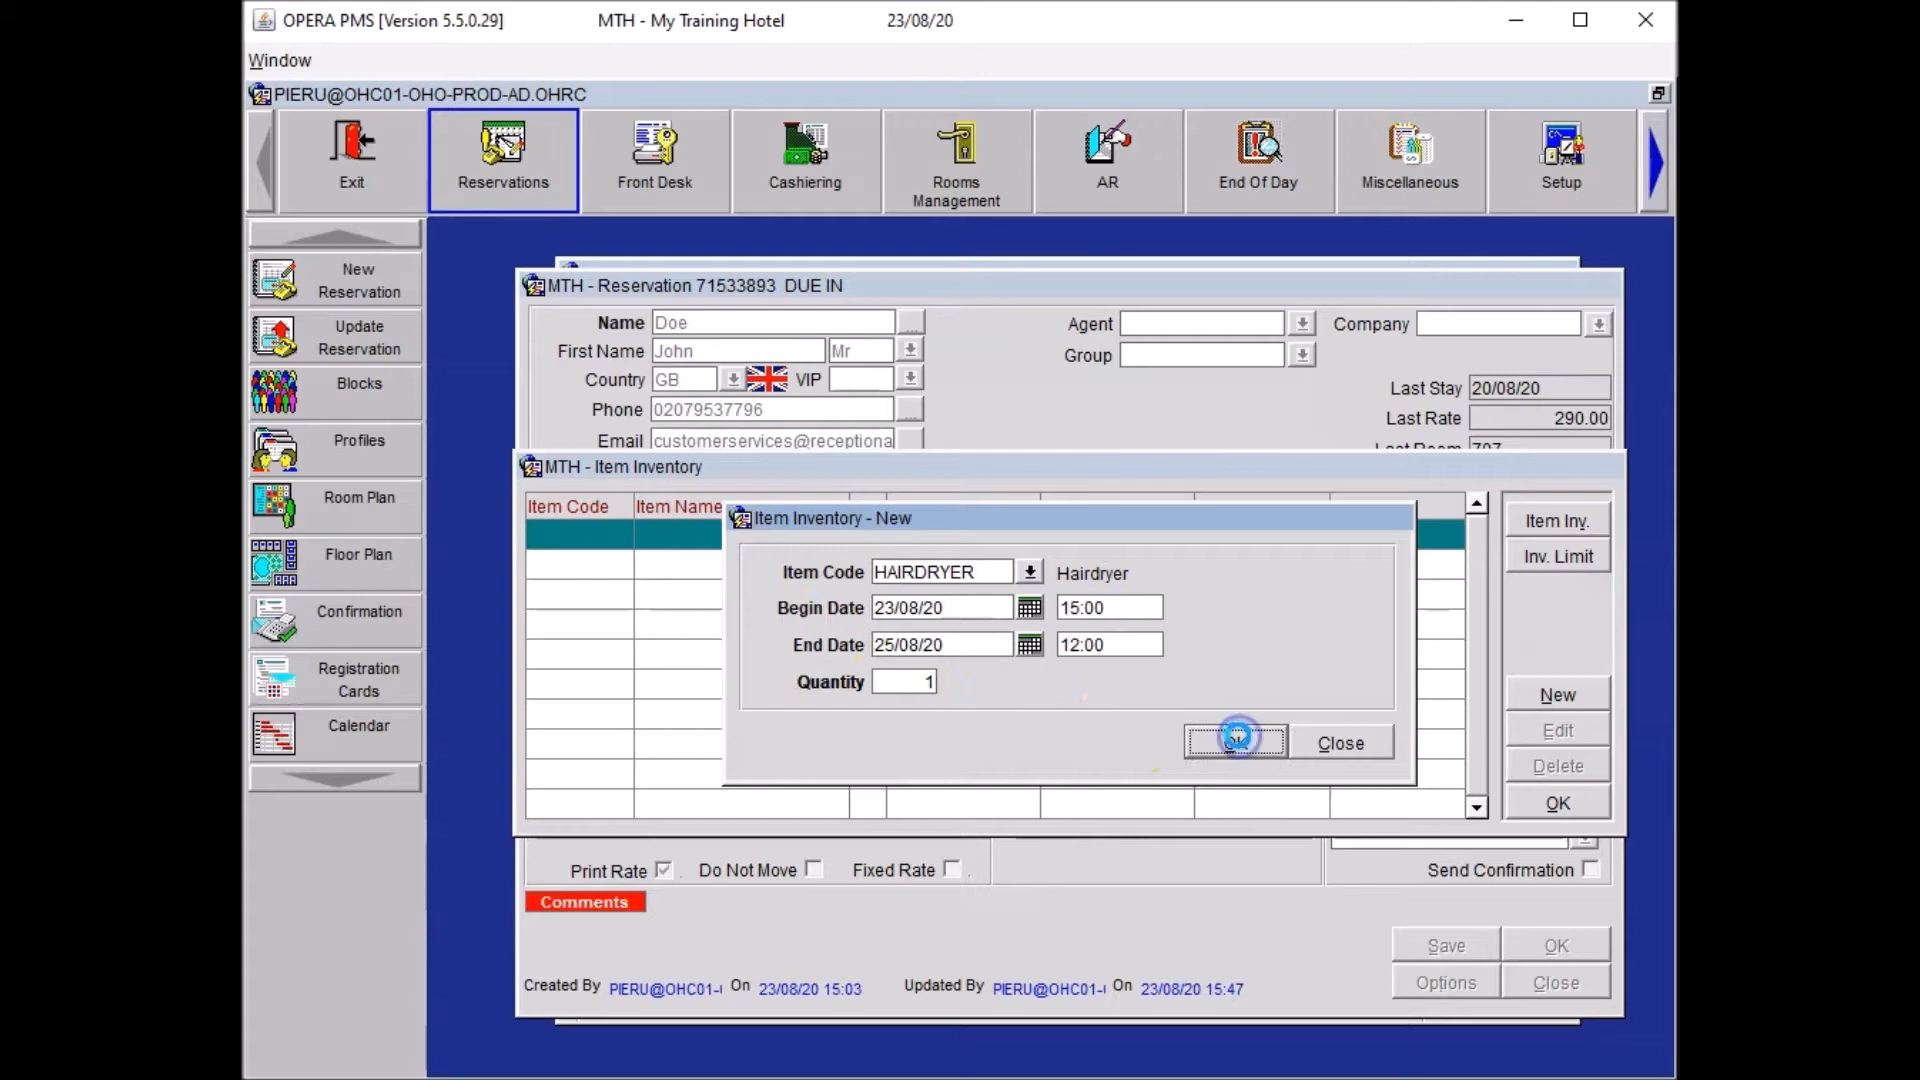 OPERA PMS [Version 5.5.0.29] MTH - My Training Hotel 23/08/20
Window
PIERU@OHC01-OHO-PROD-AD.OHRC
Exit
Reservations
Front Desk
Cashiering
Rooms
Management
AR
End Of Day
Miscellaneous
Setup
New
Reservation
Update
Reservation
Blocks
Profiles
Room Plan
Floor Plan
Confirmation
Registration
Cards
Calendar
MTH - Reservation 71533893 DUE IN
Name Doe
First Name John Mr
Country GB VIP
Phone 02079537796
Email customerservices@receptiona
Agent
Company
Group
Last Stay 20/08/20
Last Rate 290.00
Last Room 707
MTH - Item Inventory
Item Code Item Name
Item Inventory - New
Item Code HAIRDRYER Hairdryer
Begin Date 23/08/20 15:00
End Date 25/08/20 12:00
Quantity 1
Close
Item Inv.
Inv. Limit
New
Edit
Delete
OK
Print Rate . Do Not Move Fixed Rate .
Send Confirmation
Comments
Save OK
Options Close
Created By PIERU@OHC01- On 23/08/20 15:03 Updated By PIERU@OHC01- On 23/08/20 15:47